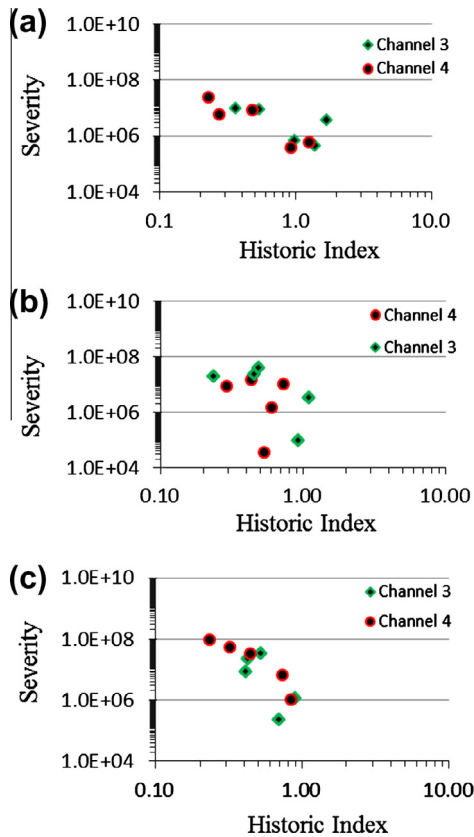 (a)
1.0E+10
1.0E+08
1.0E+06
1.0E+04
Severity
Channel 3
Channel 4
0.1 1.0 10.0
Historic Index
(b)
1.0E+10
1.0E+08
1.0E+06
1.0E+04
Severity
Channel 4
Channel 3
0.10 1.00 10.00
Historic Index
(c)
1.0E+10
1.0E+08
1.0E+06
1.0E+04
Severity
Channel 3
Channel 4
0.10 1.00 10.00
Historic Index